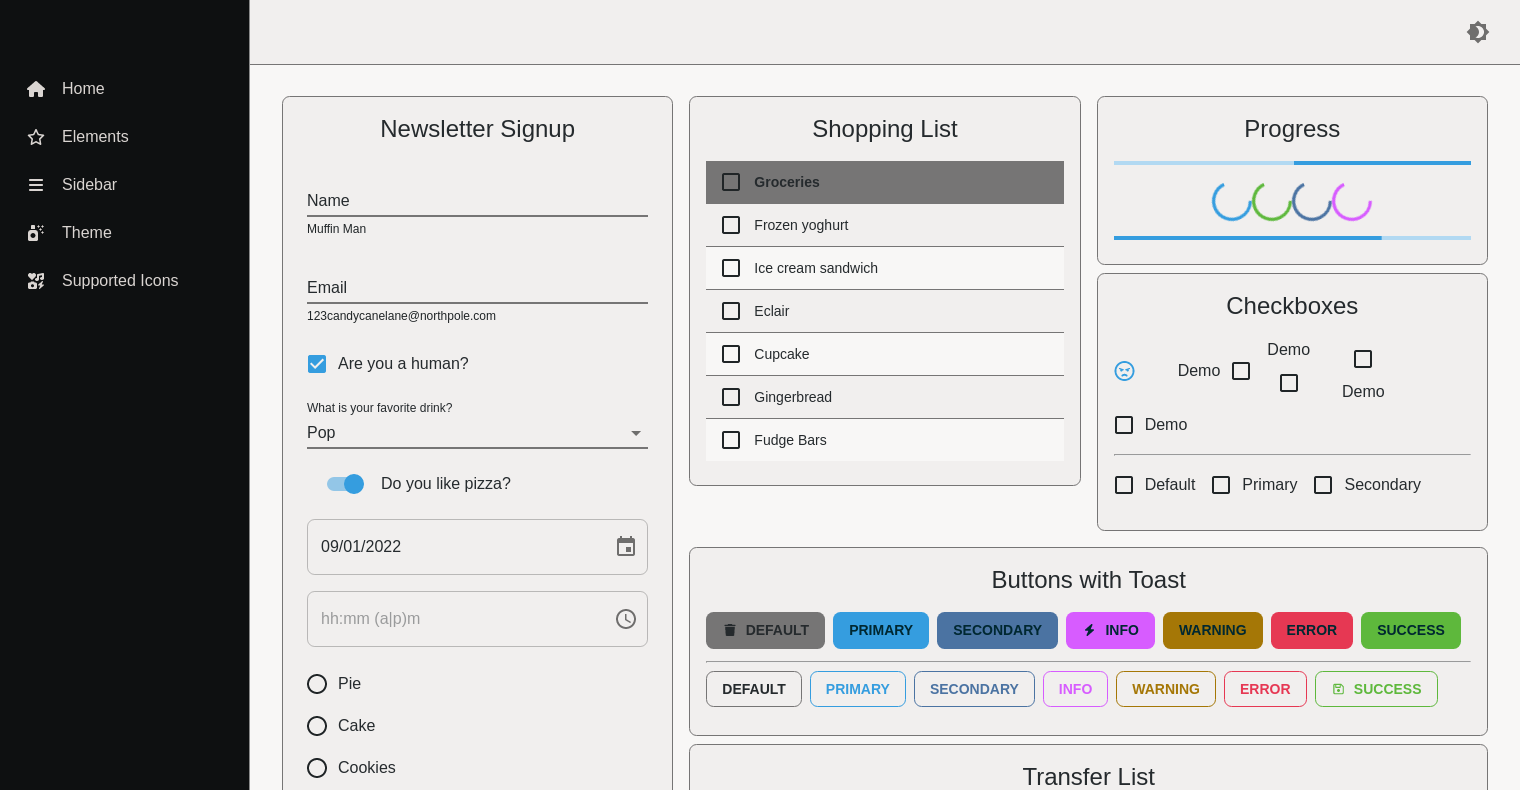 Home
Elements
Sidebar
Theme
Supported Icons
Newsletter Signup
Name
Muffin Man
Email
123candycanelane@northpole.com
Are you a human?
What is your favorite drink?
Pop
Do you like pizza?
09/01/2022
hh:mm (a|p)m
Pie
Cake
Cookies
Shopping List
Groceries
Frozen yoghurt
Ice cream sandwich
Eclair
Cupcake
Gingerbread
Fudge Bars
Progress
Checkboxes
Demo
Demo
Demo
Demo
Default Primary Secondary
Buttons with Toast
DEFAULT PRIMARY SECONDARY INFO WARNING ERROR SUCCESS
DEFAULT PRIMARY SECONDARY INFO WARNING ERROR SUCCESS
Transfer List